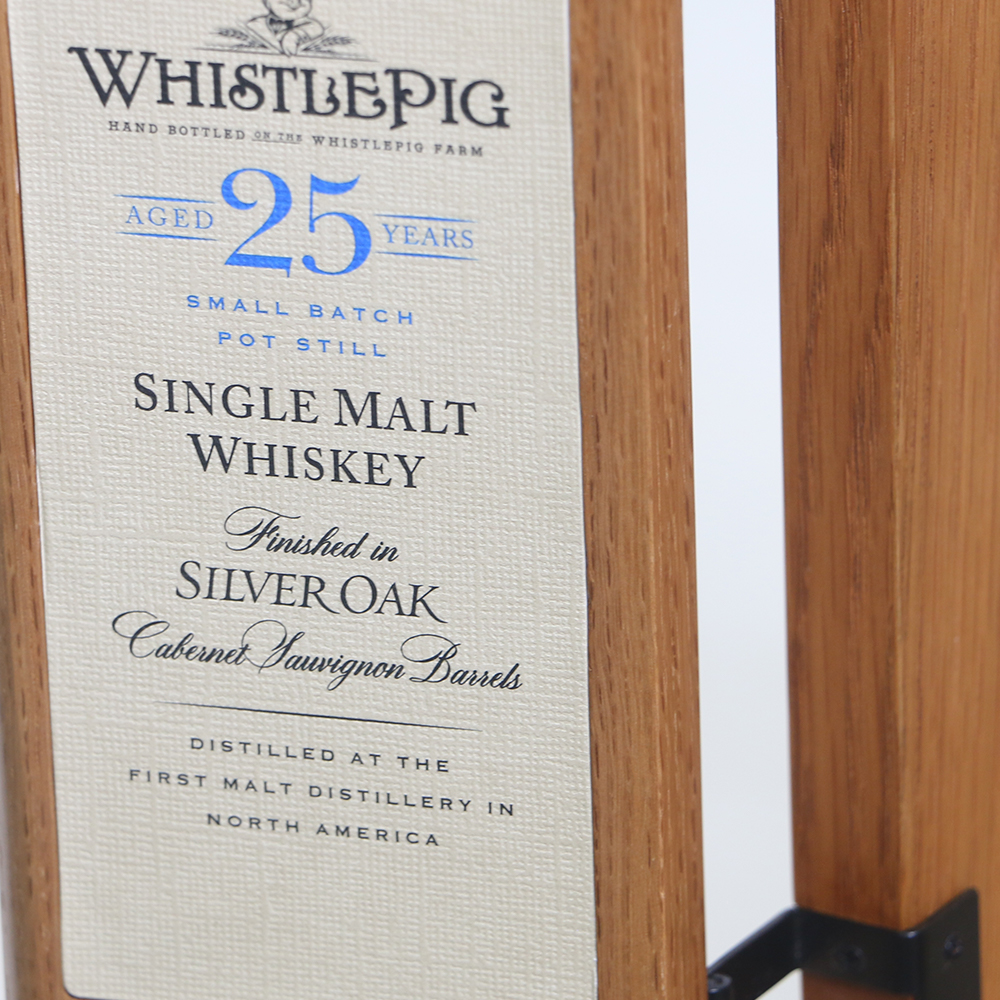 WHISTLEPIG
HAND BOTTLED ON THE WHISTLEPIG FARM
AGED 25 YEARS
SMALL BATCH
POT STILL
SINGLE MALT
WHISKEY
Finished in
SILVER OAK
Cabernet Sauvignon Barrels
DISTILLED AT THE
FIRST MALT DISTILLERY IN
NORTH AMERICA